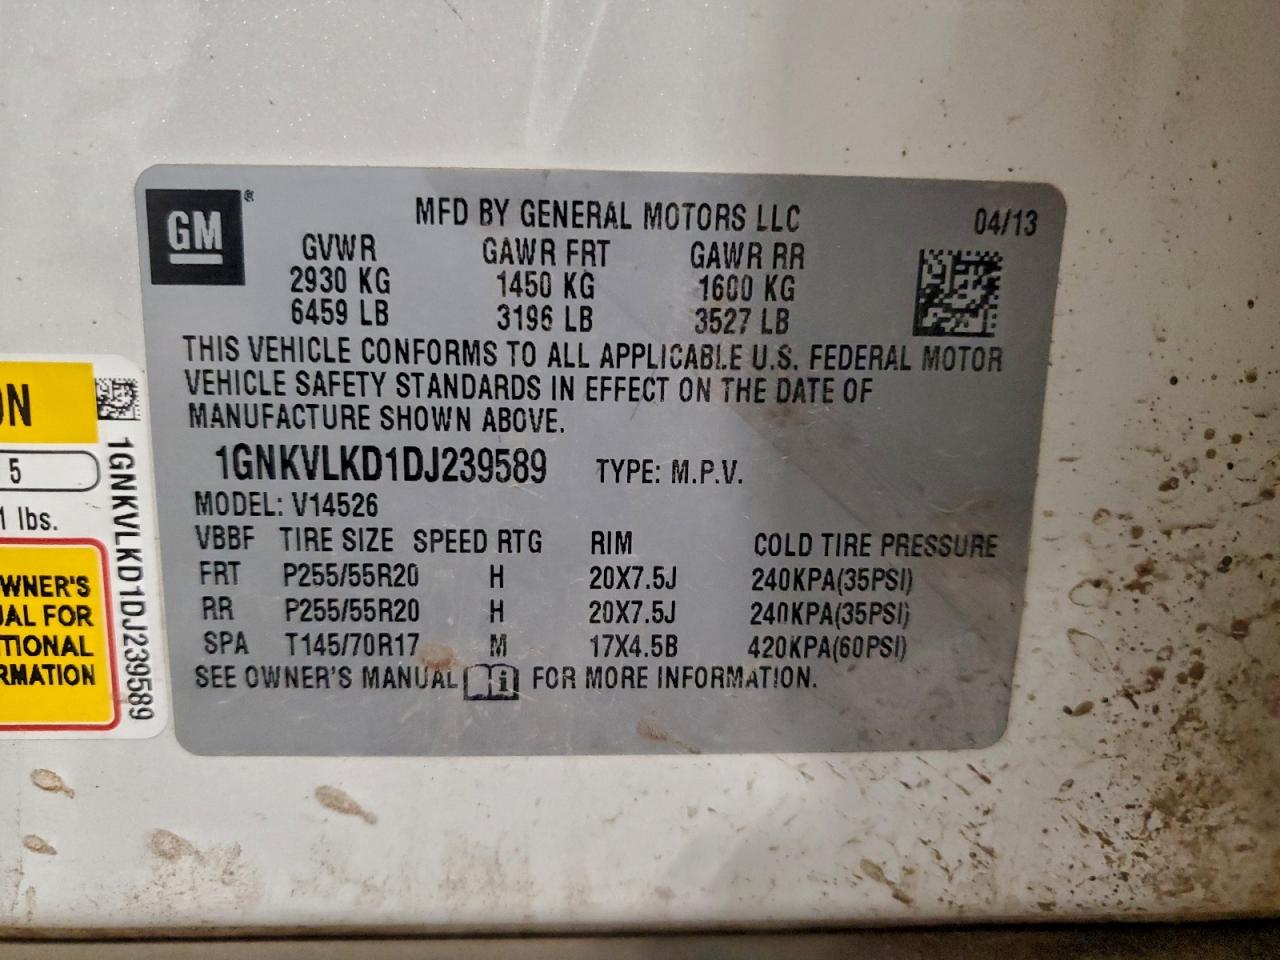 GM
®
MFD BY GENERAL MOTORS LLC 04/13
GVWR GAWR FRT GAWR RR
2930 KG 1450 KG 1600 KG
6459 LB 3196 LB 3527 LB
THIS VEHICLE CONFORMS TO ALL APPLICABLE U.S. FEDERAL MOTOR
VEHICLE SAFETY STANDARDS IN EFFECT ON THE DATE OF
MANUFACTURE SHOWN ABOVE.
1GNKVLKD1DJ239589 TYPE: M.P.V.
MODEL: V14526
VBBF TIRE SIZE SPEED RTG RIM COLD TIRE PRESSURE
FRT P255/55R20 H 20X7.5J 240KPA(35PSI)
RR P255/55R20 H 20X7.5J 240KPA(35PSI)
SPA T145/70R17 M 17X4.5B 420KPA(60PSI)
SEE OWNER'S MANUAL i FOR MORE INFORMATION.
ON
5
1 lbs.
WNER'S
UAL FOR
TIONAL
RMATION
1GNKVLKD1DJ239589